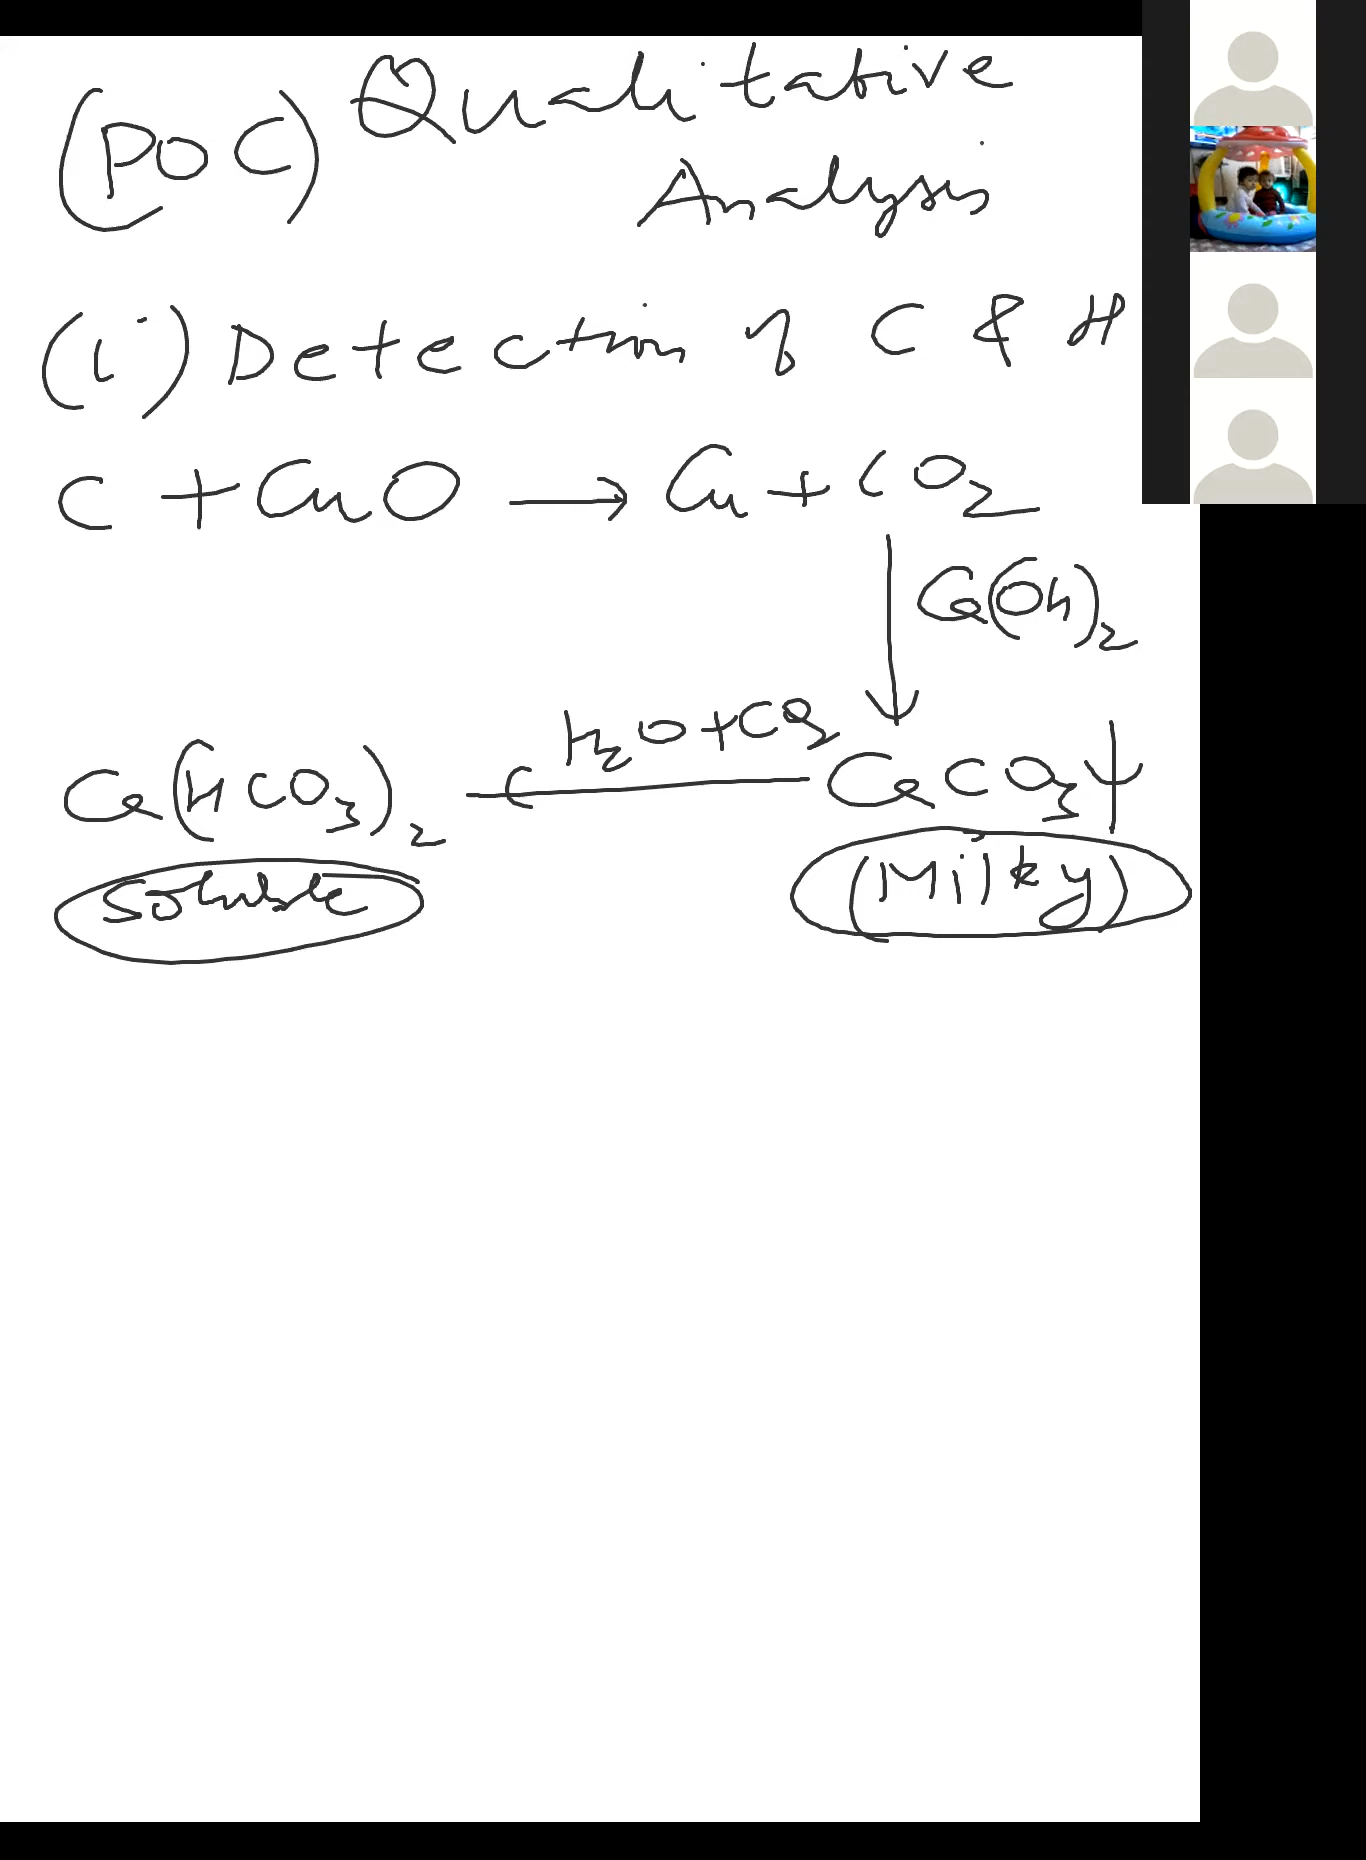 (POC) Qualitative
Analysis
(i) Detection of C & H
C + CuO → Cu + CO2
Ca(OH)2
H2O + CO2
Ca(HCO3)2 ← CaCO3↓
soluble (Milky)